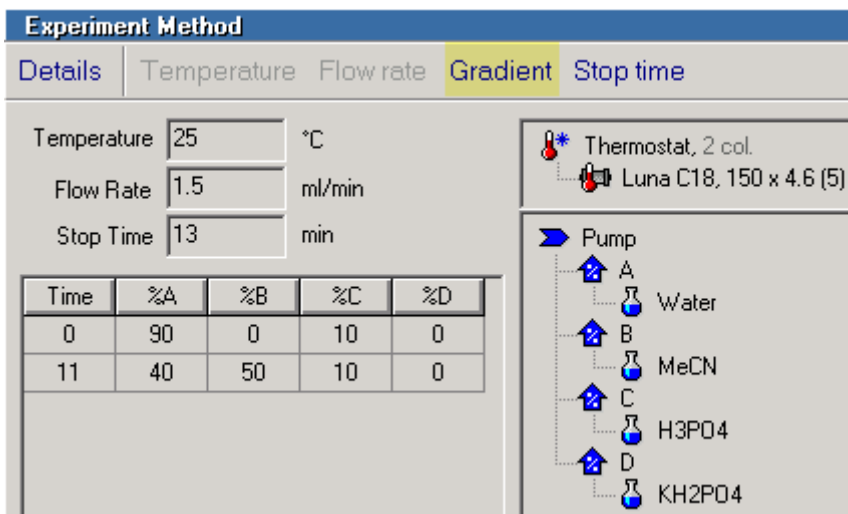 Experiment Method
Details Temperature Flow rate Gradient Stop time
Temperature 25 °C
Flow Rate 1.5 ml/min
Stop Time 13 min
Time %A %B %C %D
0 90 0 10 0
11 40 50 10 0
Thermostat, 2 col.
Luna C18, 150 x 4.6 (5)
Pump
A
Water
B
MeCN
C
H3PO4
D
KH2PO4